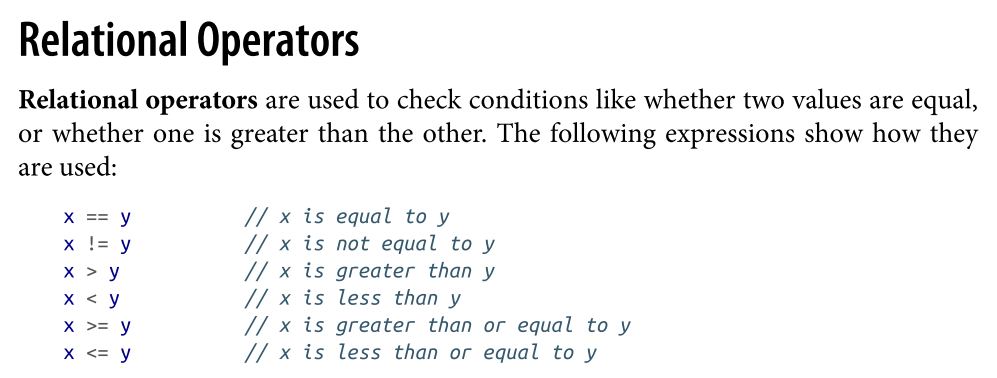 Relational Operators
Relational operators are used to check conditions like whether two values are equal,
or whether one is greater than the other. The following expressions show how they
are used:
x == y // x is equal to y
x != y // x is not equal to y
x > y // x is greater than y
x < y // x is less than y
x >= y // x is greater than or equal to y
x <= y // x is less than or equal to y